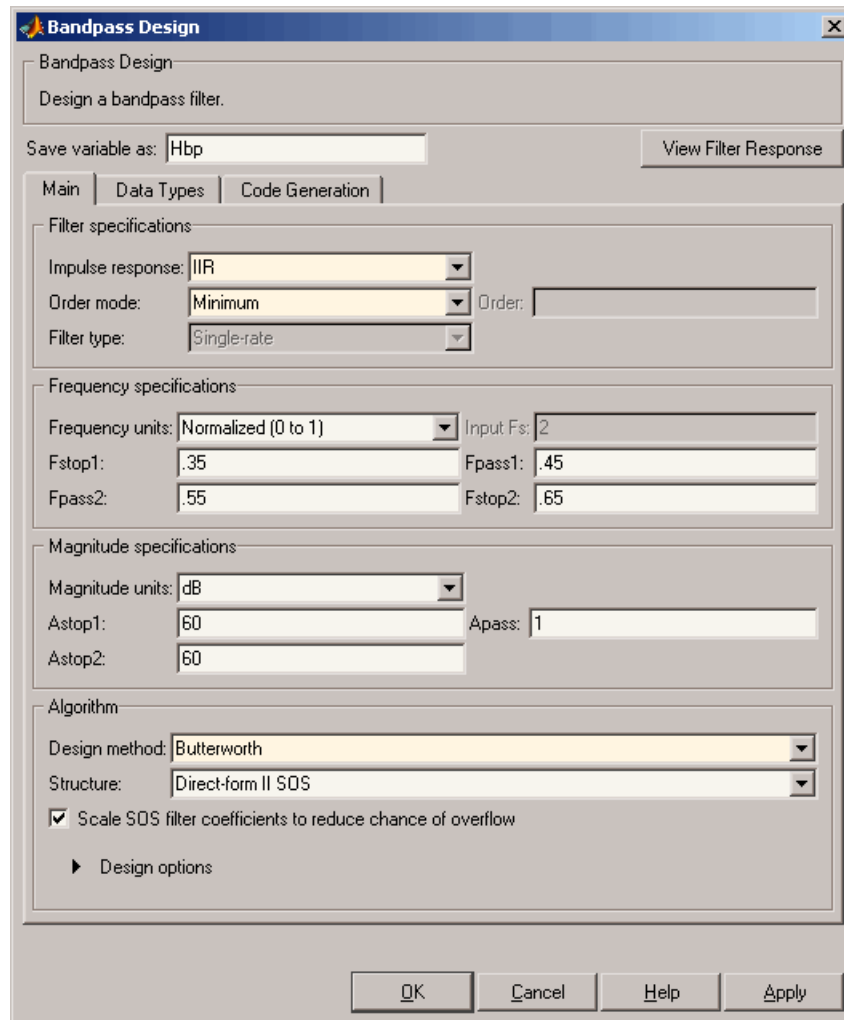 Bandpass Design
Bandpass Design
Design a bandpass filter.
Save variable as: Hbp View Filter Response
Main Data Types Code Generation
Filter specifications
Impulse response: IIR
Order mode: Minimum Order:
Filter type: Single-rate
Frequency specifications
Frequency units: Normalized (0 to 1) Input Fs: 2
Fstop1: .35 Fpass1: .45
Fpass2: .55 Fstop2: .65
Magnitude specifications
Magnitude units: dB
Astop1: 60 Apass: 1
Astop2: 60
Algorithm
Design method: Butterworth
Structure: Direct-form II SOS
Scale SOS filter coefficients to reduce chance of overflow
Design options
OK Cancel Help Apply